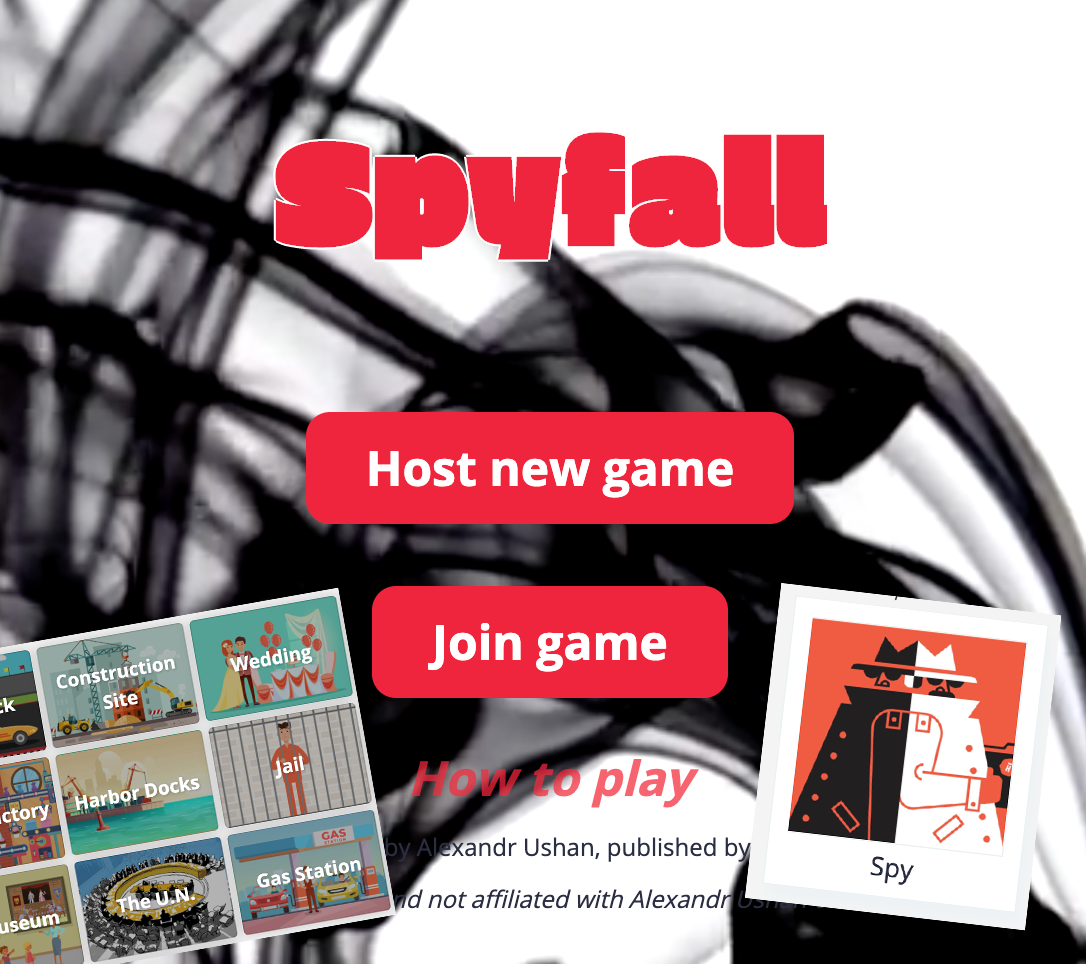 Spyfall
Host new game
Join game
How to play
by Alexandr Ushan, published by
not affiliated with Alexandr Ushan
Construction
Site
Wedding
Harbor Docks
Jail
The U.N.
Gas Station
GAS
Spy